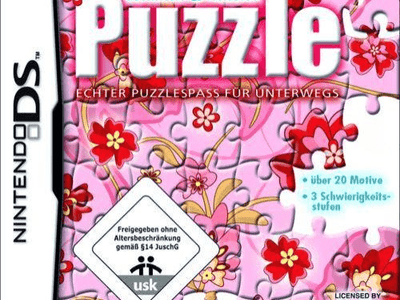 Puzzle
ECHTER PUZZLESPASS FÜR UNTERWEGS
NINTENDO DS
• über 20 Motive
• 3 Schwierigkeits-
stufen
Freigegeben ohne
Altersbeschränkung
gemäß §14 JuSchG
usk
LICENSED BY